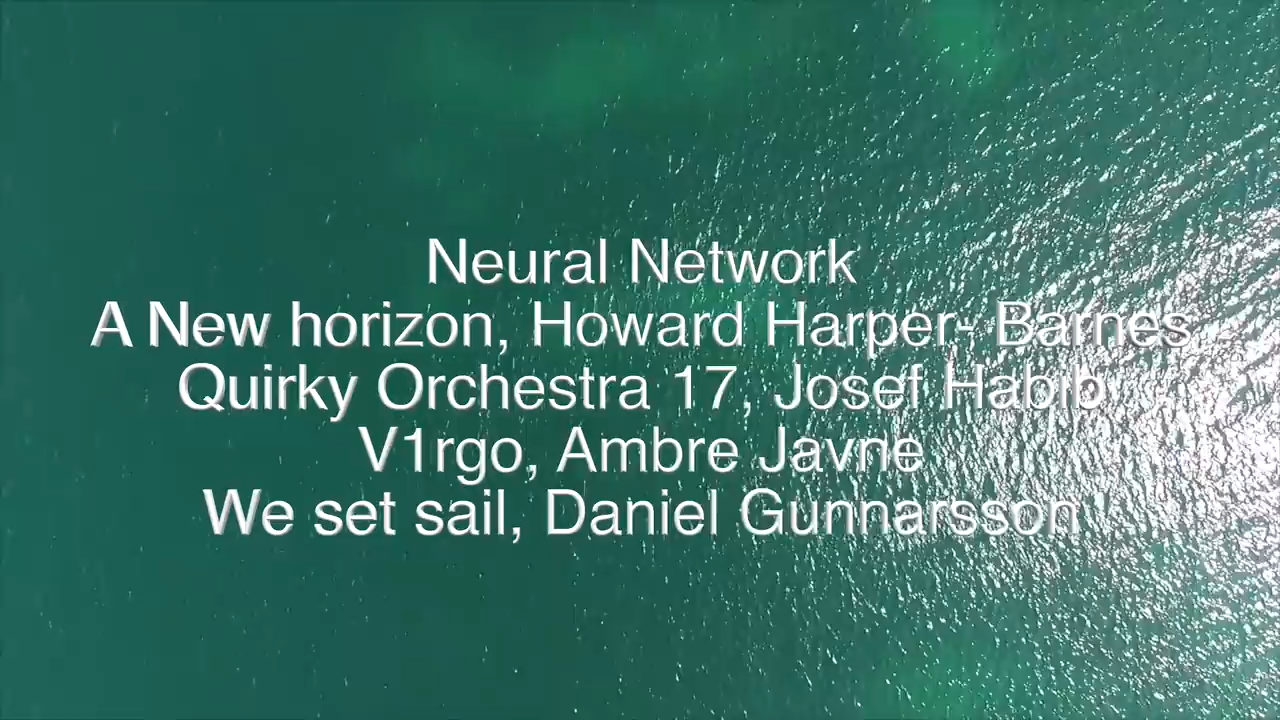 Neural Network
A New horizon, Howard Harper- Barnes
Quirky Orchestra 17, Josef Habib
V1rgo, Ambre Javne
We set sail, Daniel Gunnarsson